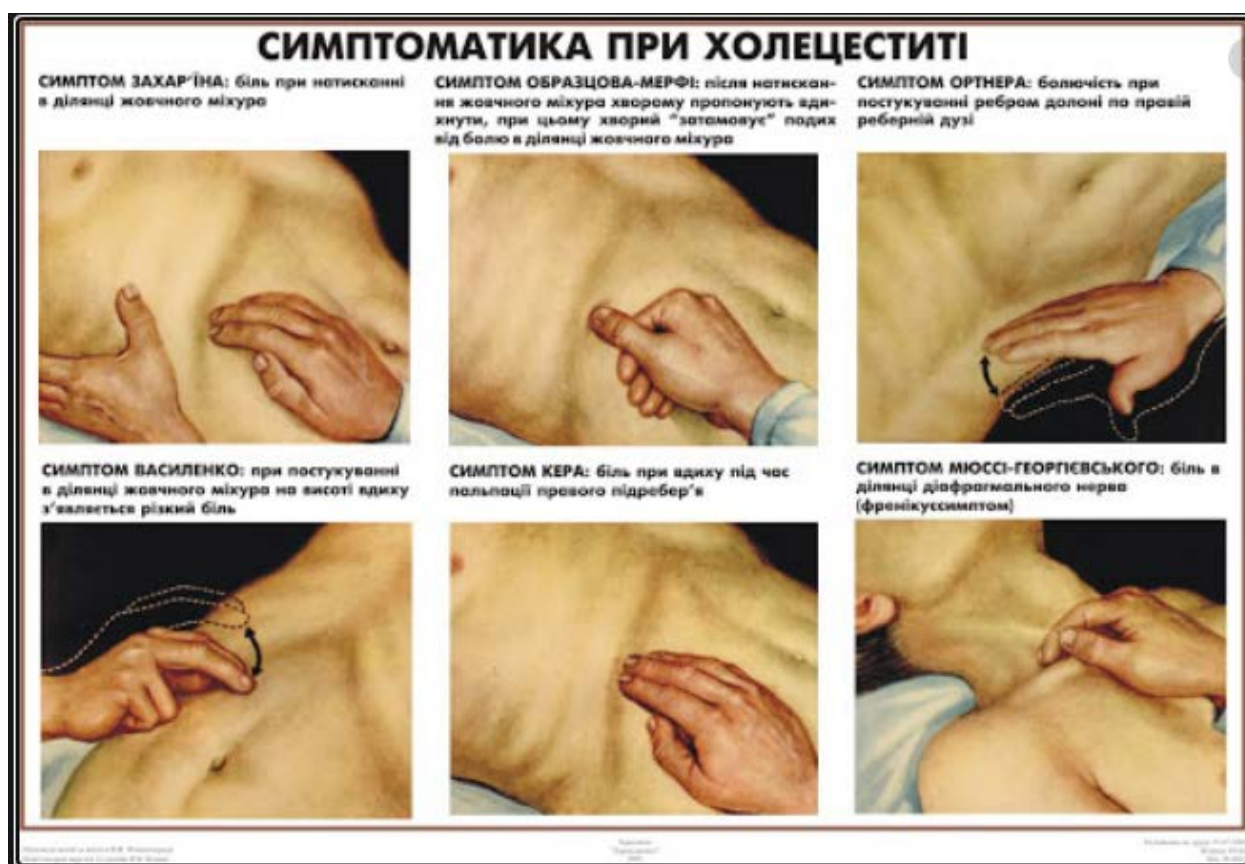 СИМПТОМАТИКА ПРИ ХОЛЕЦЕСТИТІ
СИМПТОМ ЗАХАР’ЇНА: біль при натисканні
в ділянці жовчного міхура
СИМПТОМ ОБРАЗЦОВА-МЕРФІ: після натискан-
ня жовчного міхура хворому пропонують вди-
хнути, при цьому хворий “затамовує” подих
від болю в ділянці жовчного міхура
СИМПТОМ ОРТНЕРА: болючість при
постукуванні ребром долоні по правій
реберній дузі
СИМПТОМ ВАСИЛЕНКО: при постукуванні
в ділянці жовчного міхура на висоті вдиху
з’являється різкий біль
СИМПТОМ КЕРА: біль при вдиху під час
пальпації правого підребер’я
СИМПТОМ МЮССІ-ГЕОРГІЄВСЬКОГО: біль в
ділянці діафрагмального нерва
(френікуссимптом)